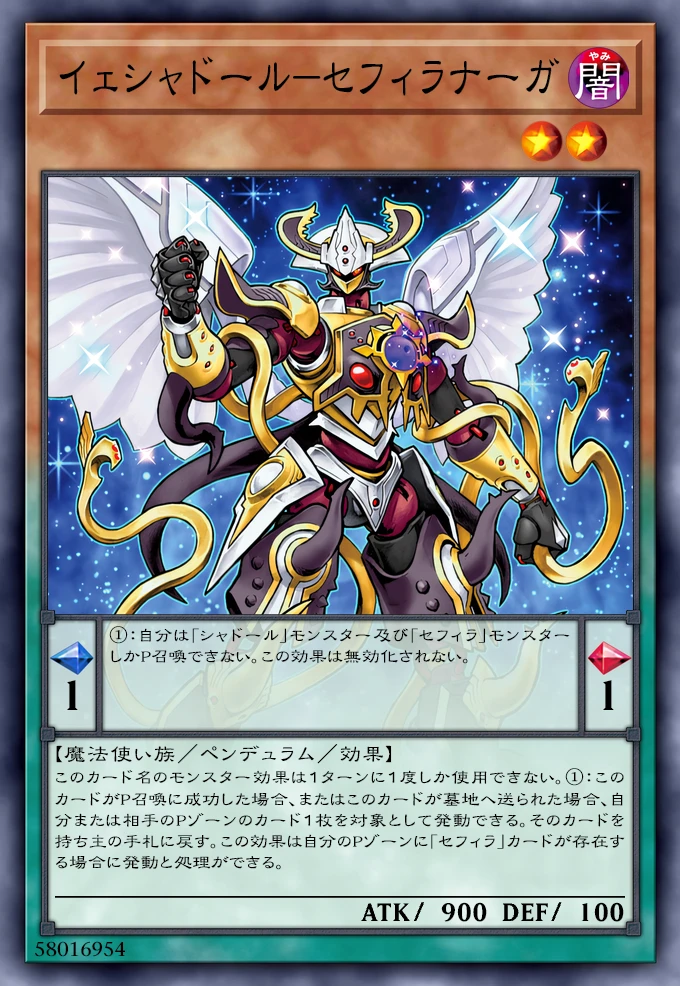 イェシャドールーセフィラナーガ
やみ
闇
①：自分は「シャドール」モンスター及び「セフィラ」モンスター
しかP召喚できない。この効果は無効化されない。
1
1
【魔法使い族／ペンデュラム／効果】
このカード名のモンスター効果は1ターンに1度しか使用できない。①：この
カードがP召喚に成功した場合、またはこのカードが墓地へ送られた場合、自
分または相手のPゾーンのカード1枚を対象として発動できる。そのカードを
持ち主の手札に戻す。この効果は自分のPゾーンに「セフィラ」カードが存在す
る場合に発動と処理ができる。
ATK/ 900 DEF/ 100
58016954